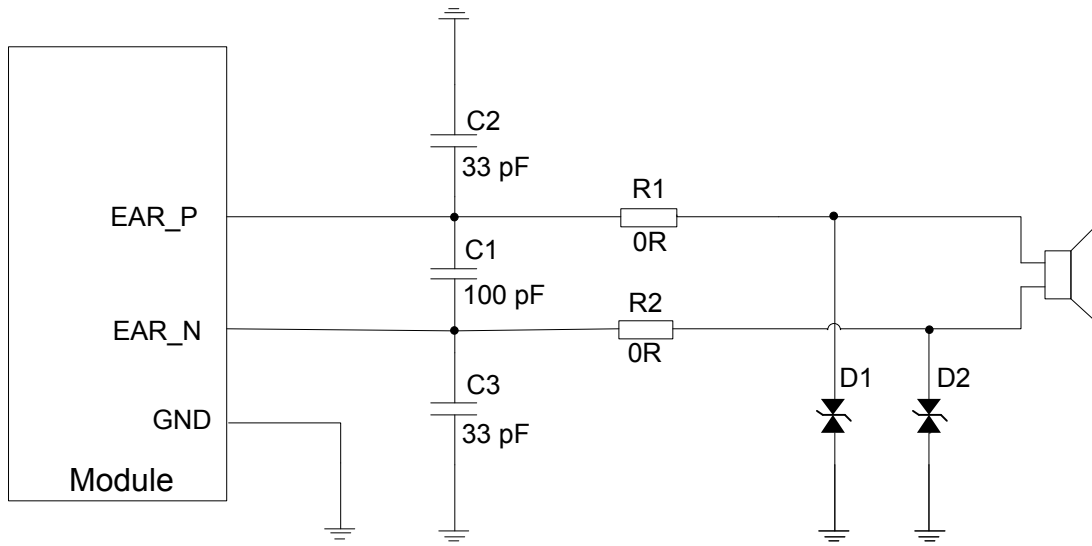 C2
33 pF
EAR_P
R1
0R
C1
100 pF
EAR_N
R2
0R
C3
33 pF
D1
D2
GND
Module